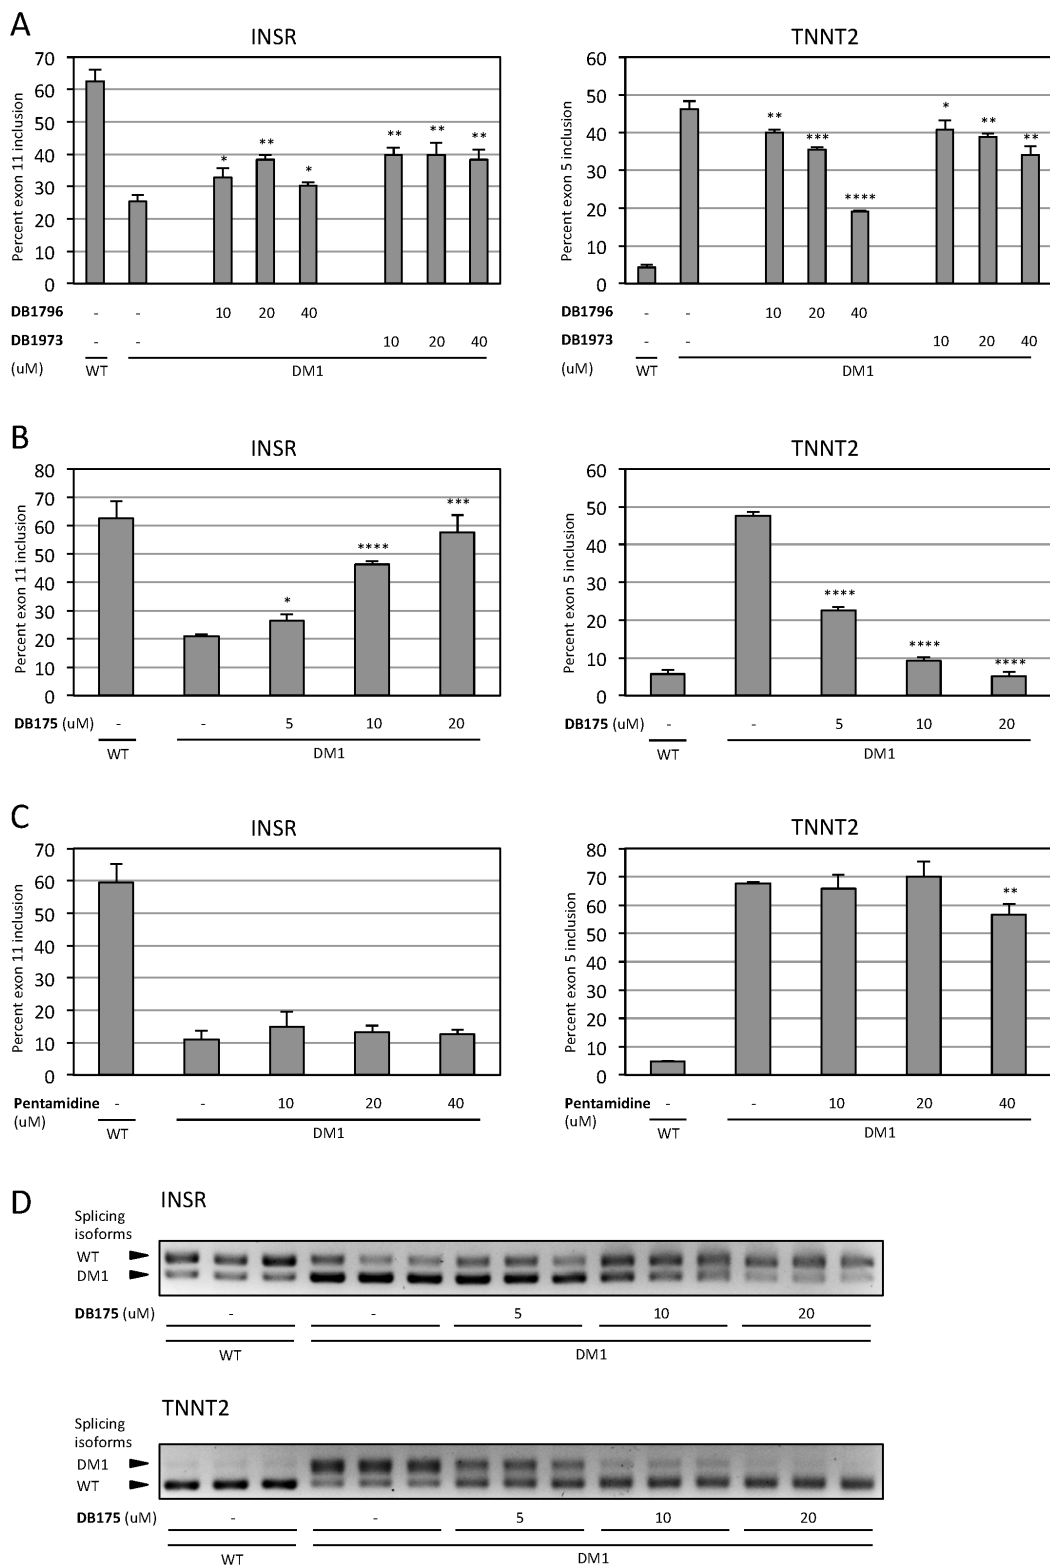 A
INSR
TNNT2
Percent exon 11 inclusion
70
60
50
40
30
20
10
0
* ** * ** ** **
Percent exon 5 inclusion
60
50
40
30
20
10
0
** *** **** * ** **
DB1796 - - 10 20 40
DB1973 - - 10 20 40
(uM) WT DM1
DB1796 - - 10 20 40
DB1973 - - 10 20 40
(uM) WT DM1
B
INSR
TNNT2
Percent exon 11 inclusion
80
70
60
50
40
30
20
10
0
* **** ***
Percent exon 5 inclusion
60
50
40
30
20
10
0
**** **** ****
DB175 (uM) - - 5 10 20
WT DM1
DB175 (uM) - - 5 10 20
WT DM1
C
INSR
TNNT2
Percent exon 11 inclusion
70
60
50
40
30
20
10
0
Percent exon 5 inclusion
80
70
60
50
40
30
20
10
0
**
Pentamidine - - 10 20 40
(uM) WT DM1
Pentamidine - - 10 20 40
(uM) WT DM1
D
INSR
Splicing
isoforms
WT
DM1
DB175 (uM) - - 5 10 20
WT DM1
TNNT2
Splicing
isoforms
DM1
WT
DB175 (uM) - - 5 10 20
WT DM1